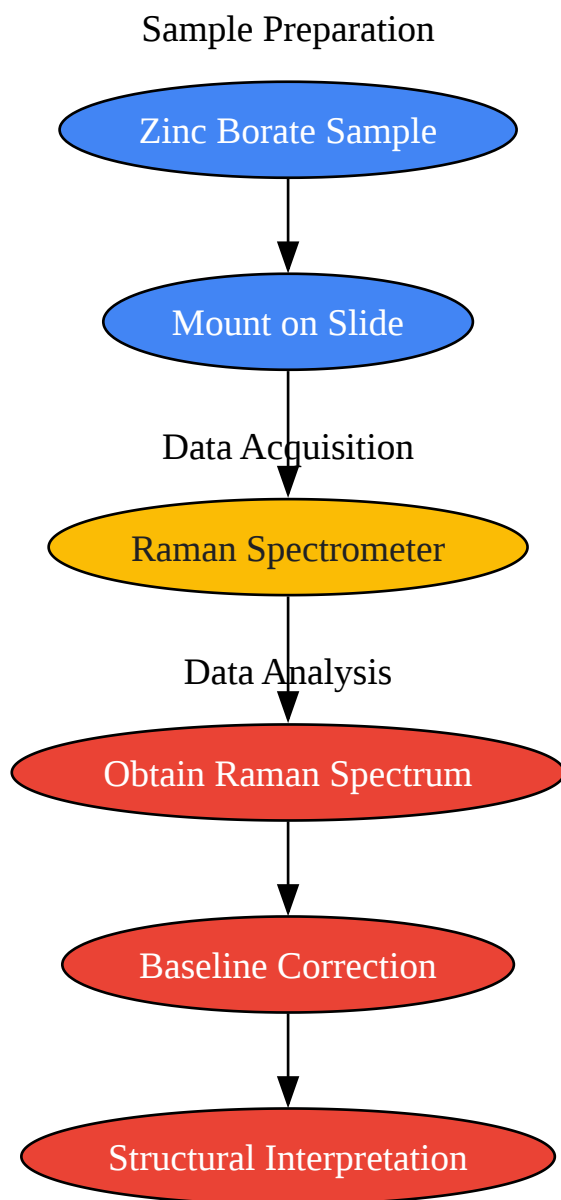 Sample Preparation
Zinc Borate Sample
Mount on Slide
Data Acquisition
Raman Spectrometer
Data Analysis
Obtain Raman Spectrum
Baseline Correction
Structural Interpretation